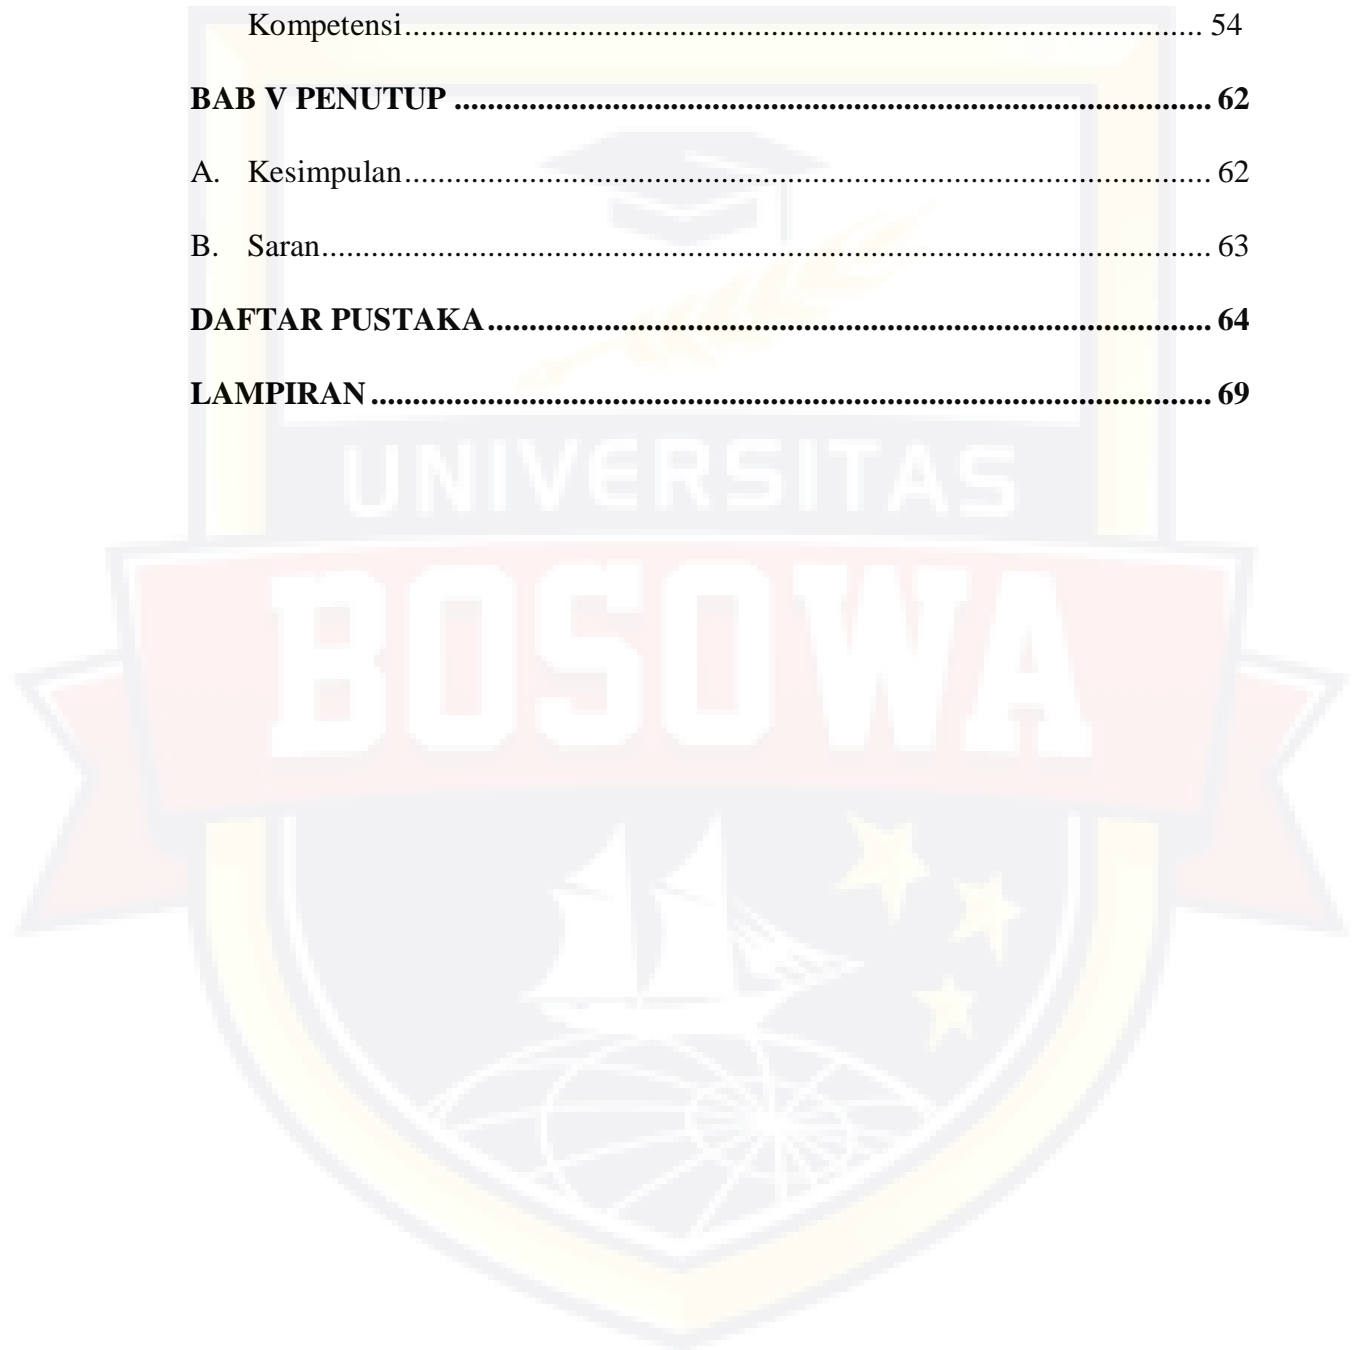 Kompetensi.................................................................................................. 54
BAB V PENUTUP ............................................................................................ 62
A. Kesimpulan................................................................................................... 62
B. Saran............................................................................................................. 63
DAFTAR PUSTAKA........................................................................................ 64
LAMPIRAN ...................................................................................................... 69
UNIVERSITAS
BOSOWA